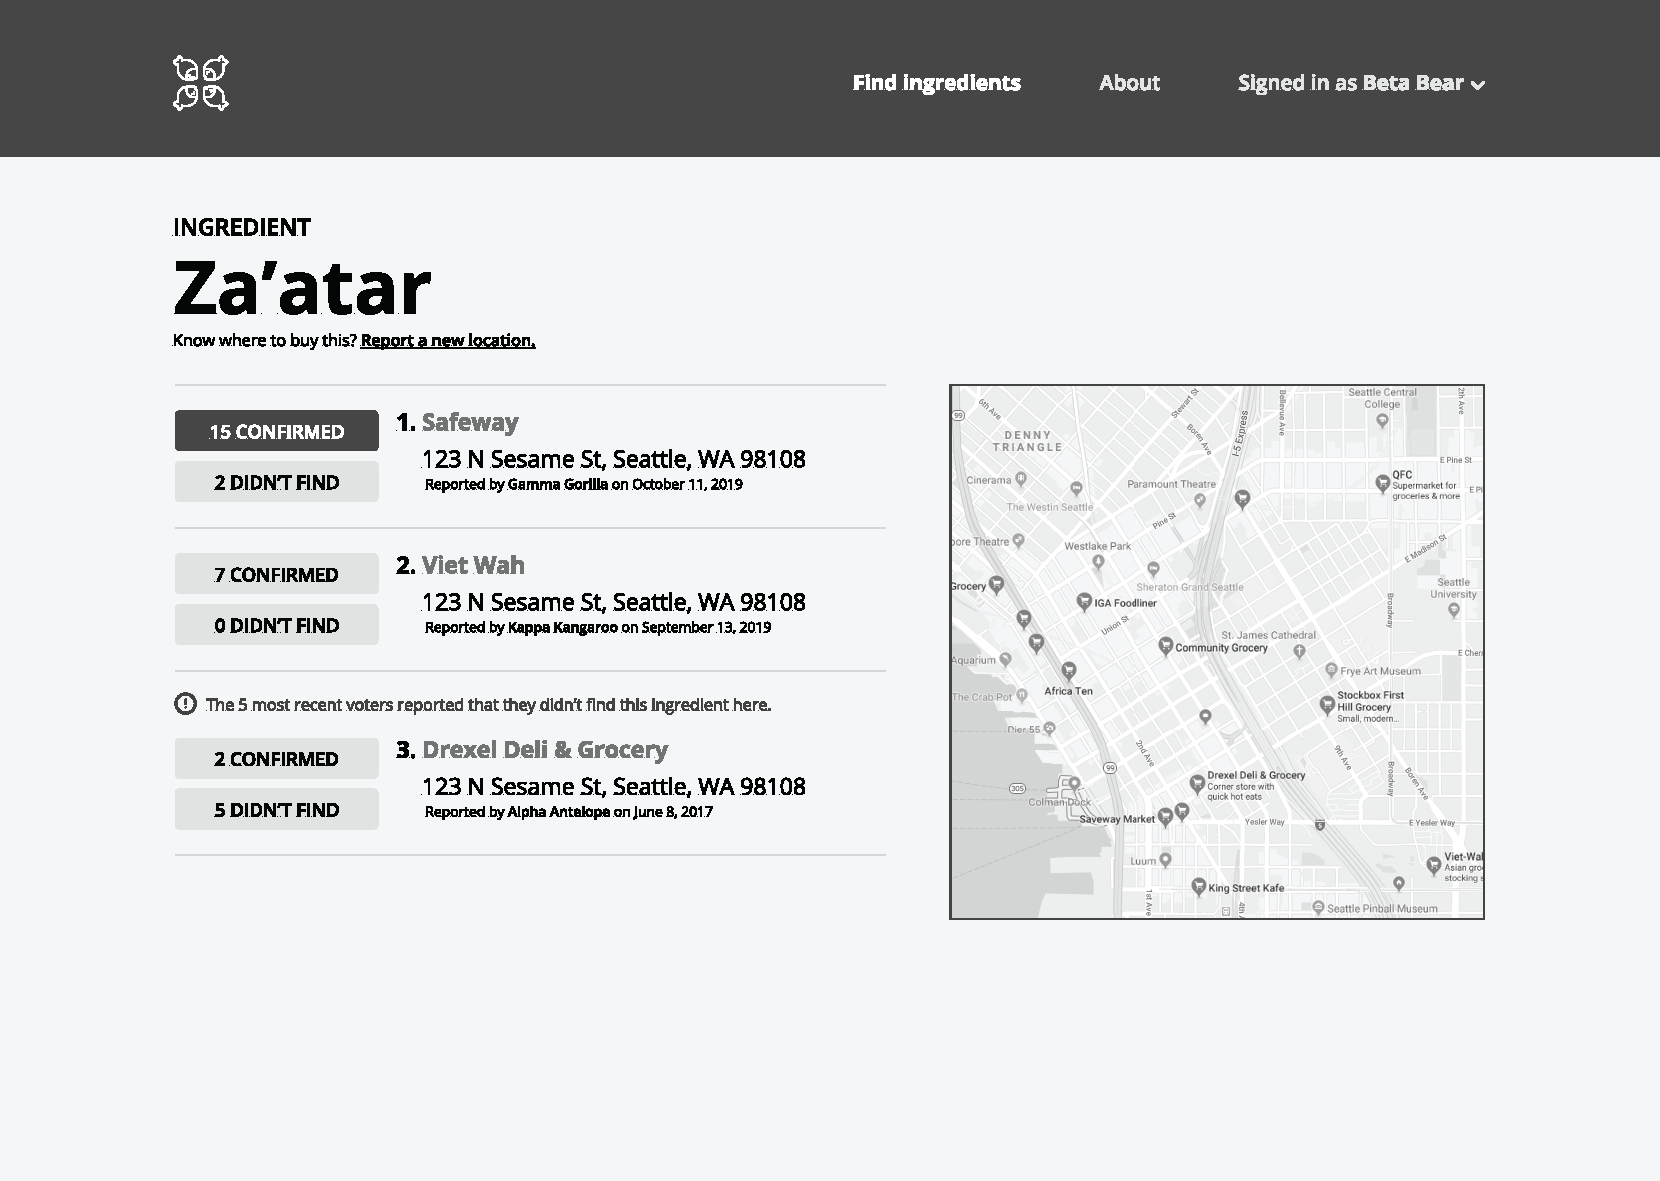 Find ingredients
About
Signed in as Beta Bear
INGREDIENT
Za’atar
Know where to buy this? Report a new location.
15 CONFIRMED
2 DIDN’T FIND
1. Safeway
123 N Sesame St, Seattle, WA 98108
Reported by Gamma Gorilla on October 11, 2019
7 CONFIRMED
0 DIDN’T FIND
2. Viet Wah
123 N Sesame St, Seattle, WA 98108
Reported by Kappa Kangaroo on September 13, 2019
The 5 most recent voters reported that they didn’t find this ingredient here.
2 CONFIRMED
5 DIDN’T FIND
3. Drexel Deli & Grocery
123 N Sesame St, Seattle, WA 98108
Reported by Alpha Antelope on June 8, 2017
Seattle Central
College
2th Ave
6th Ave
Stewart St
Bellevue Ave
99
I-5 Express
Boren Ave
DENNY
TRIANGLE
E Pine St
QFC
Supermarket for
groceries & more
E Pi
Cinerama
Paramount Theatre
The Westin Seattle
Pine St
ore Theatre
Westlake Park
E Madison St
Sheraton Grand Seattle
Grocery
Seattle
University
IGA Foodliner
Broadway
Union St
St. James Cathedral
Community Grocery
E Cherr
Aquarium
Frye Art Museum
The Crab Pot
Africa Ten
Stockbox First
Hill Grocery
Small, modern...
Pier 55
2nd Ave
9th Ave
99
Broadway
Boren Ave
Drexel Deli & Grocery
Corner store with
quick hot eats
305
Colman Dock
Saveway Market
Yesler Way
5
E Yesler Way
Luum
Viet-Wal
Asian gro
stocking s
King Street Kafe
1st Ave
4th A
Seattle Pinball Museum